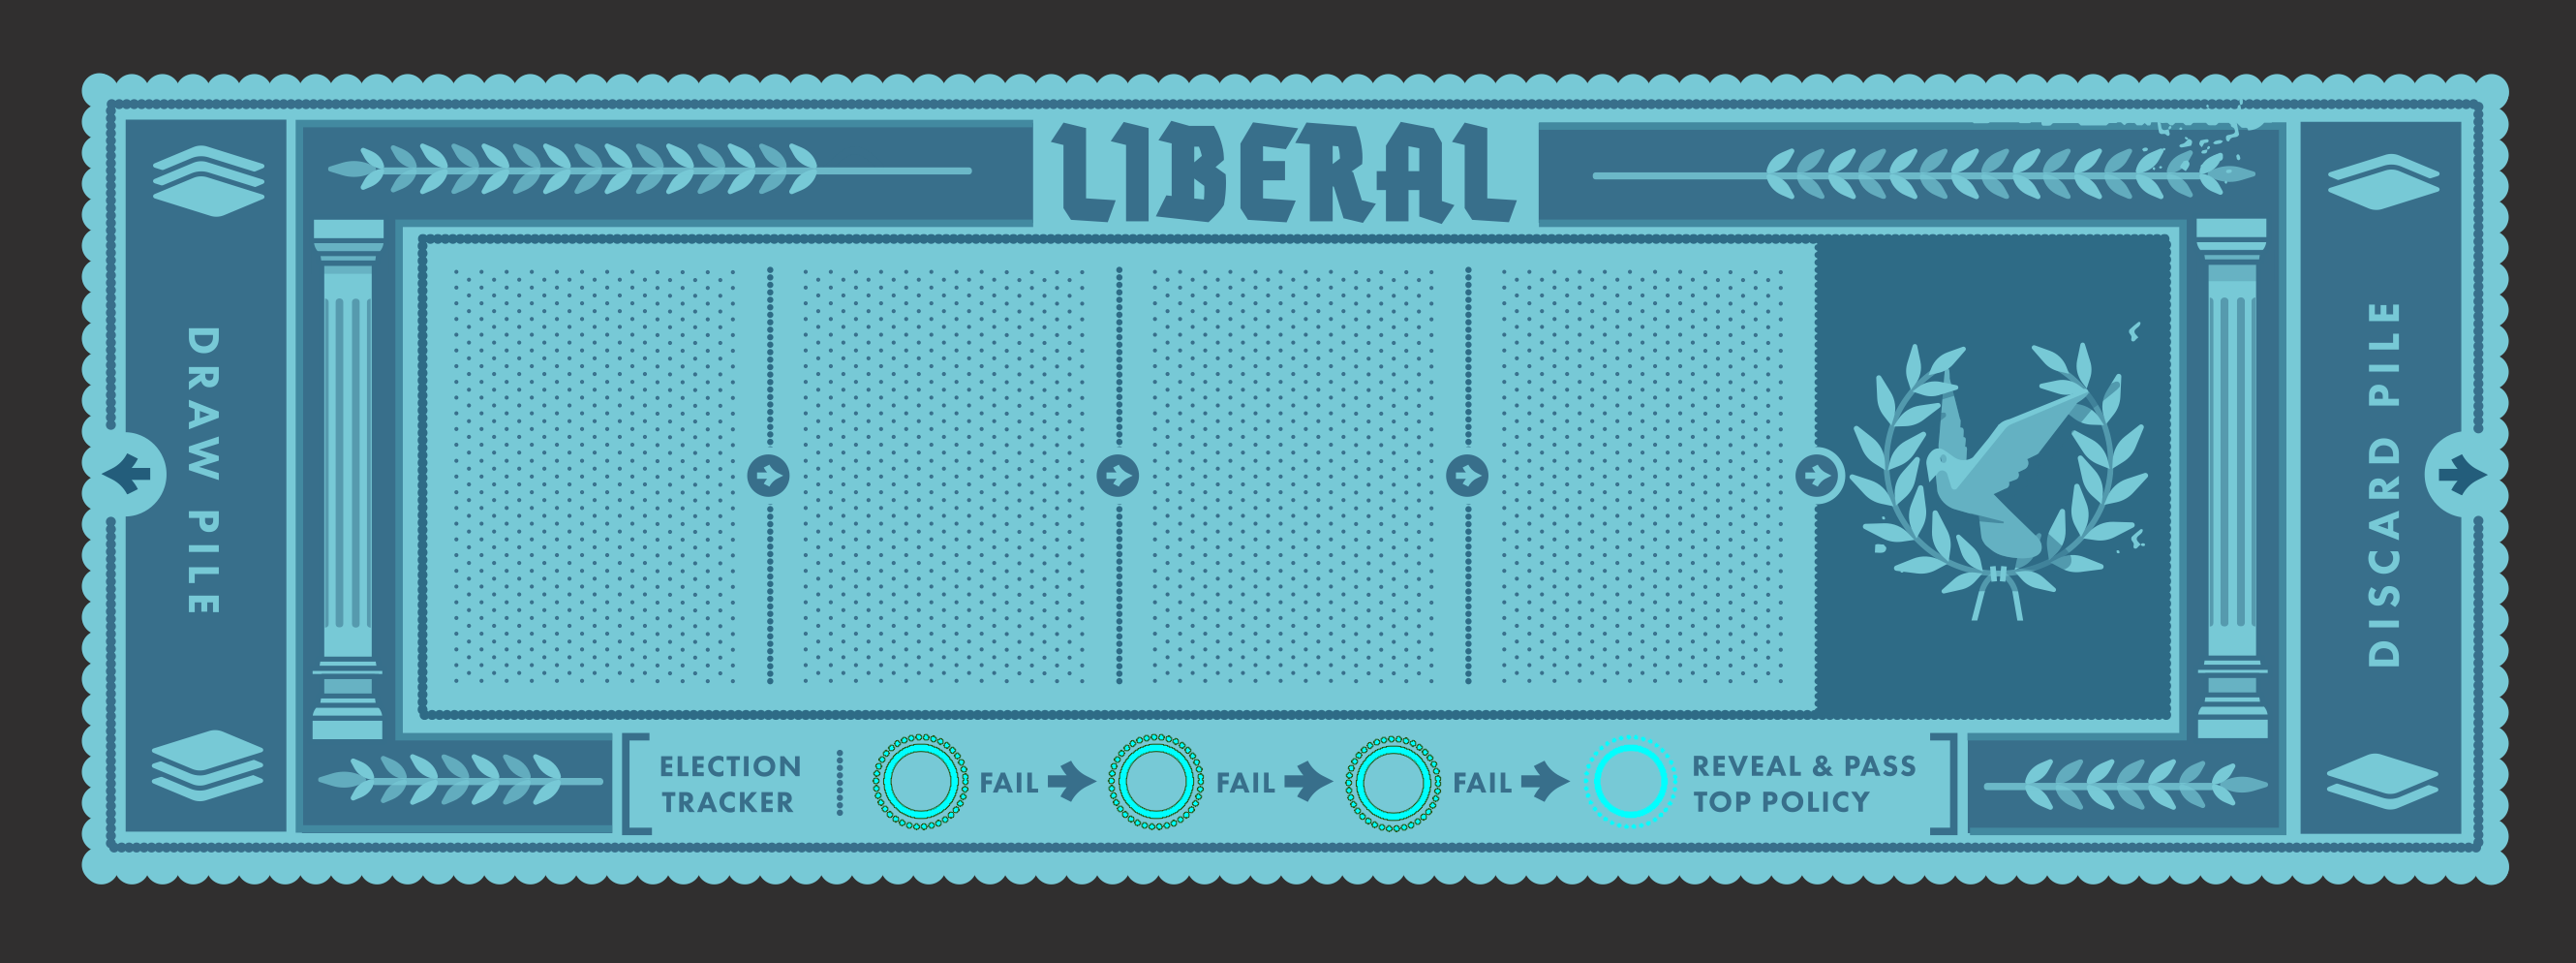 LIBERAL
DRAW PILE
DISCARD PILE
ELECTION
TRACKER
FAIL
FAIL
FAIL
REVEAL & PASS
TOP POLICY